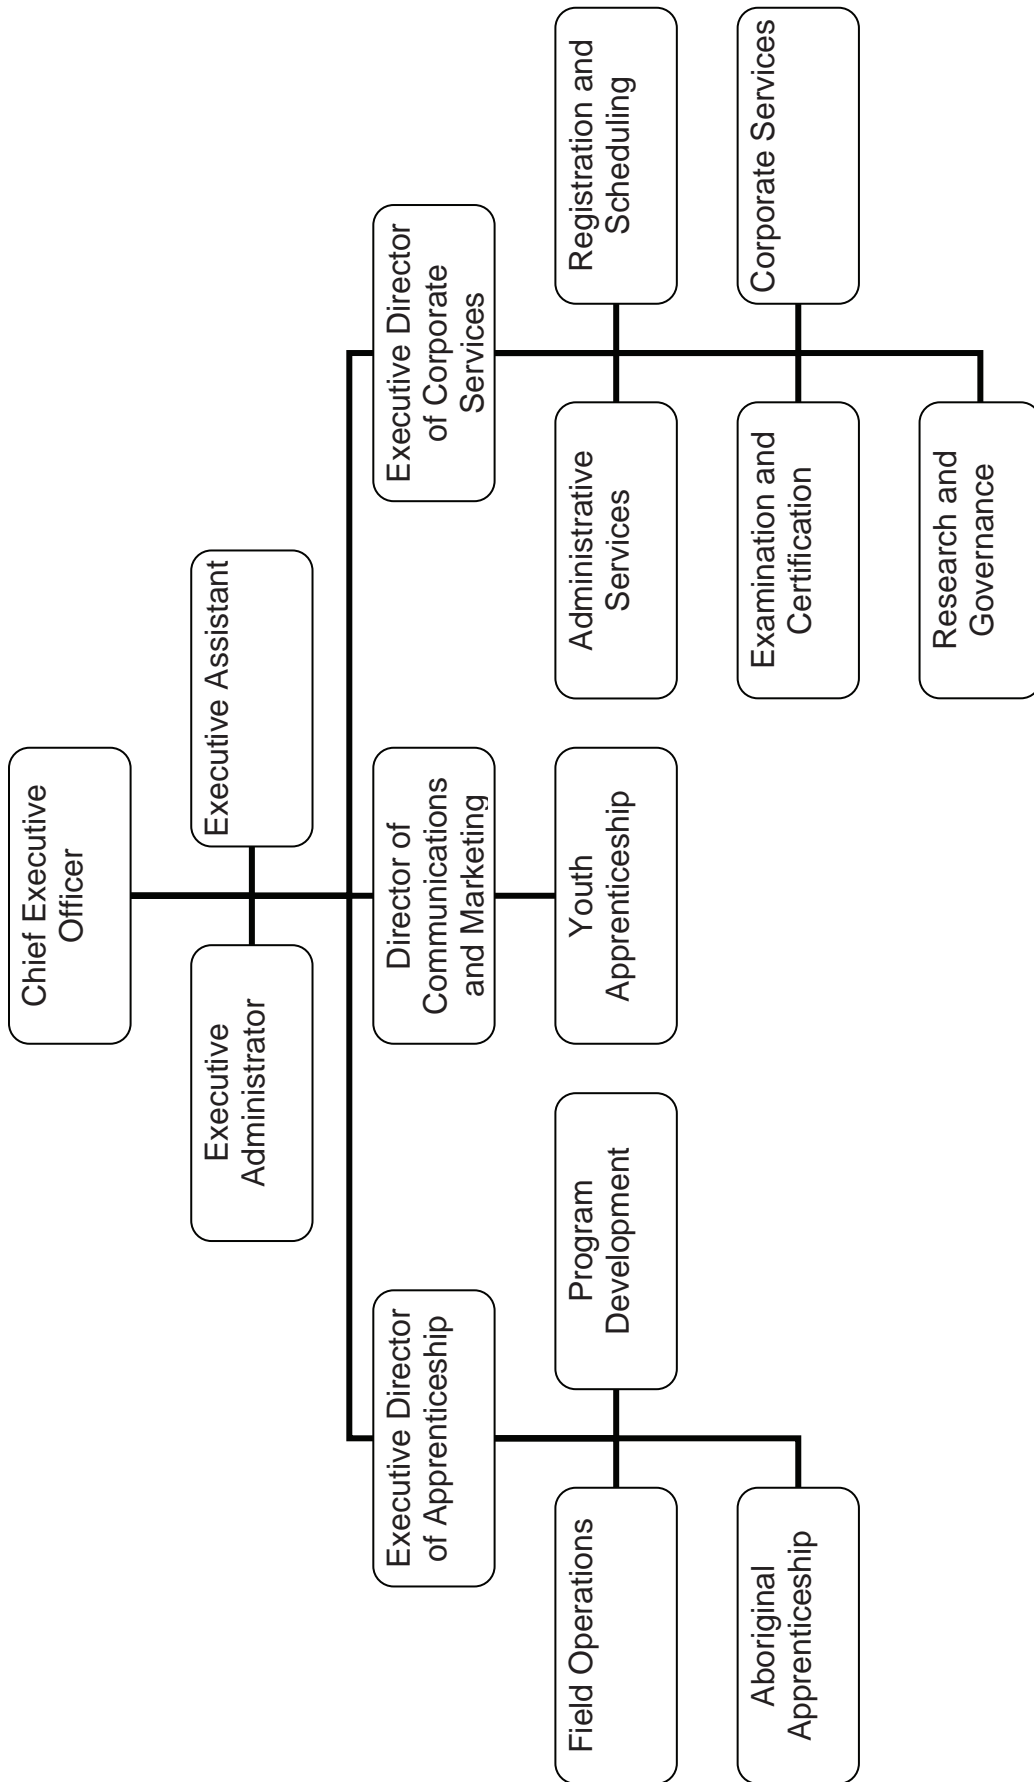 Chief Executive
Officer
Executive
Administrator
Executive Assistant
Executive Director
of Apprenticeship
Director of
Communications
and Marketing
Executive Director
of Corporate
Services
Field Operations
Program
Development
Youth
Apprenticeship
Administrative
Services
Registration and
Scheduling
Aboriginal
Apprenticeship
Examination and
Certification
Corporate Services
Research and
Governance